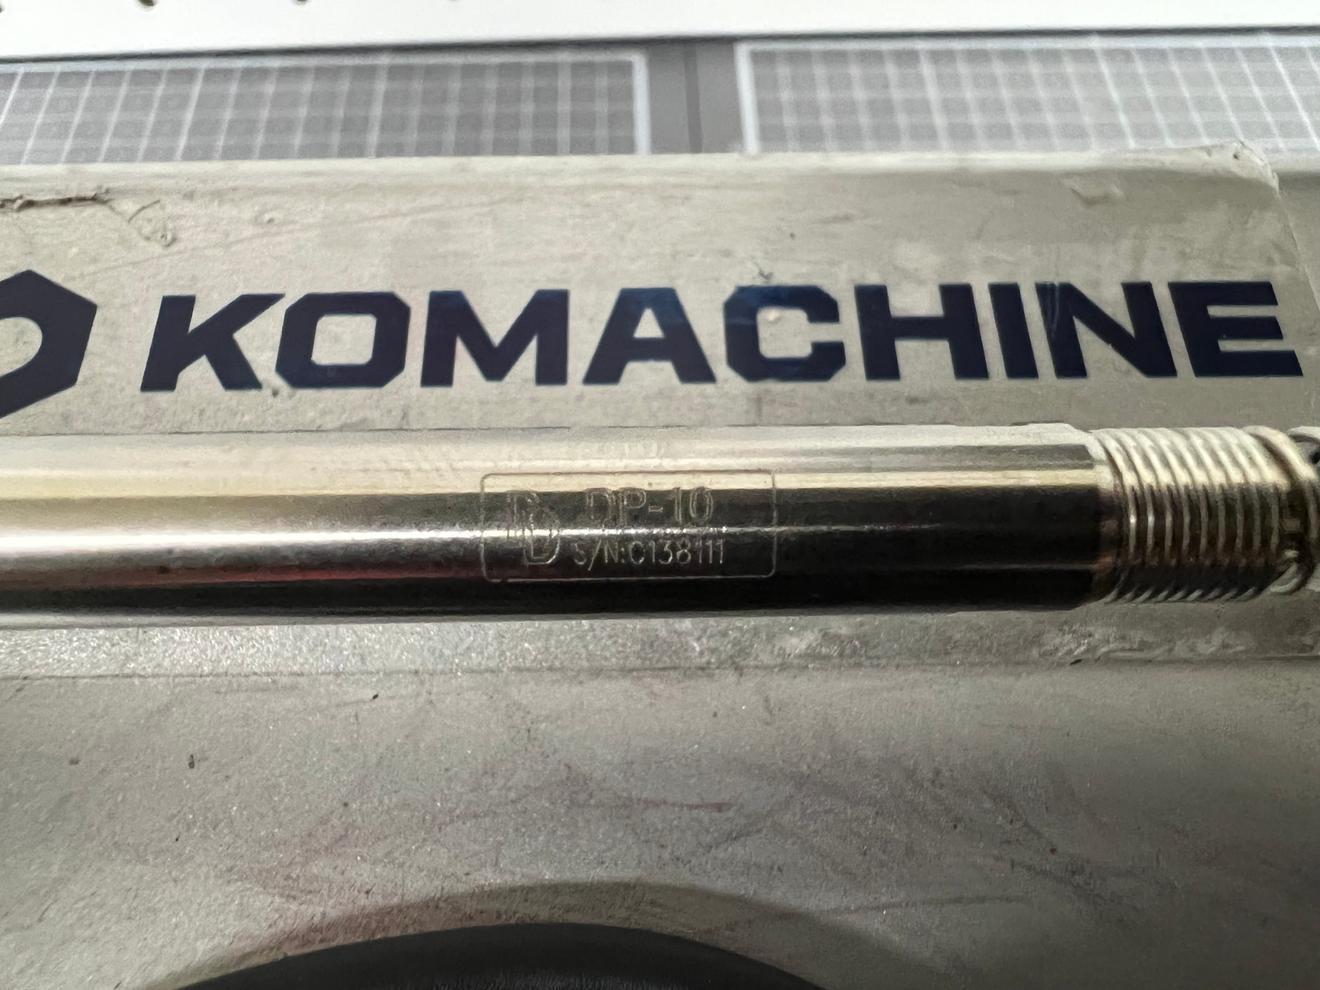 KOMACHINE
DP-10
S/N:C138111